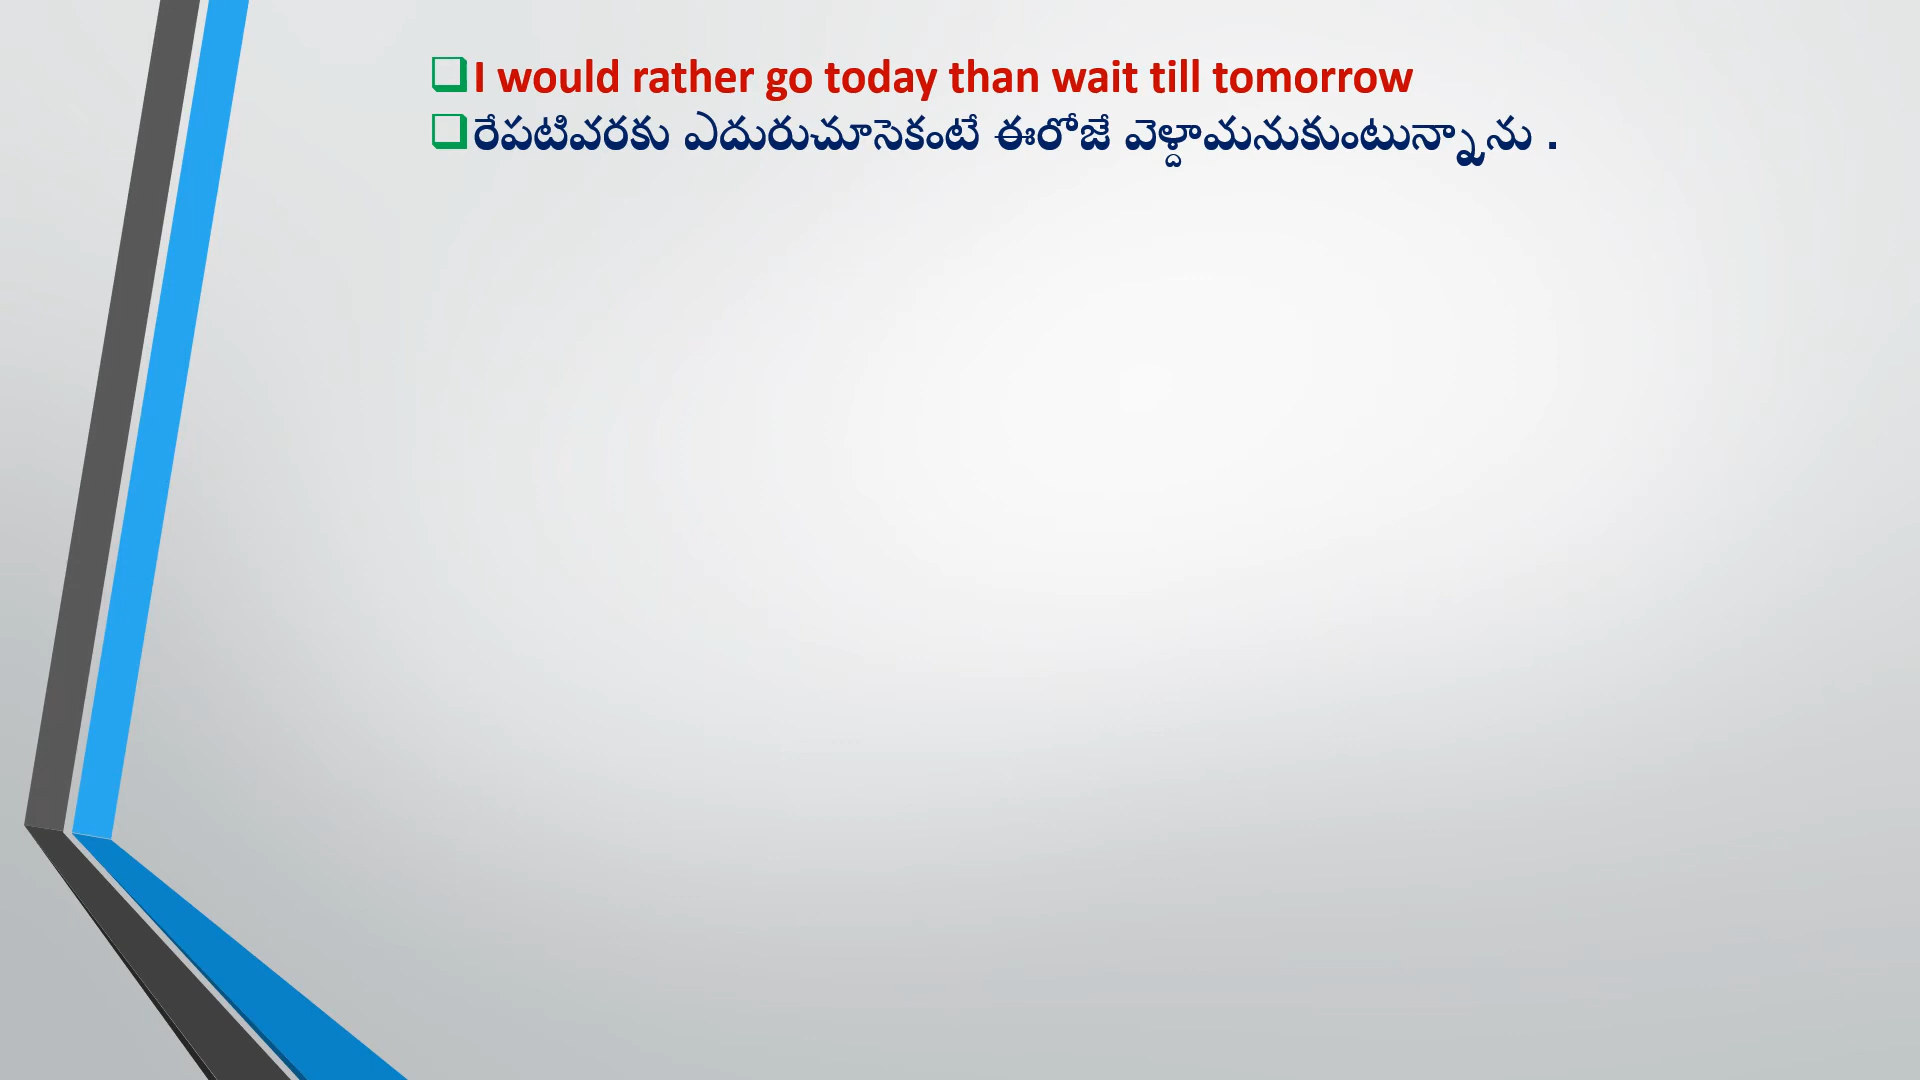 I would rather go today than wait till tomorrow
రేపటివరకు ఎదురుచూసెకంటే ఈరోజే వెళ్దామనుకుంటున్నాను .